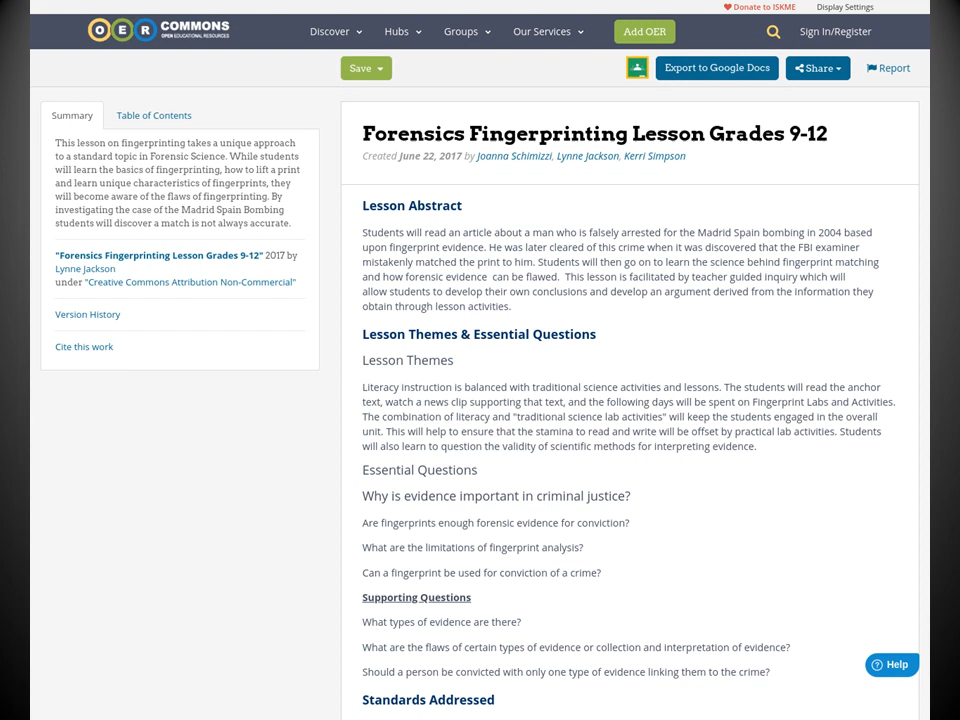 Donate to ISKME Display Settings
OER COMMONS
OPEN EDUCATIONAL RESOURCES
Discover Hubs Groups Our Services Add OER Sign In/Register
Save Export to Google Docs Share Report
Summary Table of Contents
This lesson on fingerprinting takes a unique approach
to a standard topic in Forensic Science. While students
will learn the basics of fingerprinting, how to lift a print
and learn unique characteristics of fingerprints, they
will become aware of the flaws of fingerprinting. By
investigating the case of the Madrid Spain Bombing
students will discover a match is not always accurate.
"Forensics Fingerprinting Lesson Grades 9-12" 2017 by
Lynne Jackson
under "Creative Commons Attribution Non-Commercial"
Version History
Cite this work
Forensics Fingerprinting Lesson Grades 9-12
Created June 22, 2017 by Joanna Schimizzi, Lynne Jackson, Kerri Simpson
Lesson Abstract
Students will read an article about a man who is falsely arrested for the Madrid Spain bombing in 2004 based
upon fingerprint evidence. He was later cleared of this crime when it was discovered that the FBI examiner
mistakenly matched the print to him. Students will then go on to learn the science behind fingerprint matching
and how forensic evidence can be flawed. This lesson is facilitated by teacher guided inquiry which will
allow students to develop their own conclusions and develop an argument derived from the information they
obtain through lesson activities.
Lesson Themes & Essential Questions
Lesson Themes
Literacy instruction is balanced with traditional science activities and lessons. The students will read the anchor
text, watch a news clip supporting that text, and the following days will be spent on Fingerprint Labs and Activities.
The combination of literacy and "traditional science lab activities" will keep the students engaged in the overall
unit. This will help to ensure that the stamina to read and write will be offset by practical lab activities. Students
will also learn to question the validity of scientific methods for interpreting evidence.
Essential Questions
Why is evidence important in criminal justice?
Are fingerprints enough forensic evidence for conviction?
What are the limitations of fingerprint analysis?
Can a fingerprint be used for conviction of a crime?
Supporting Questions
What types of evidence are there?
What are the flaws of certain types of evidence or collection and interpretation of evidence?
Should a person be convicted with only one type of evidence linking them to the crime?
Help
Standards Addressed